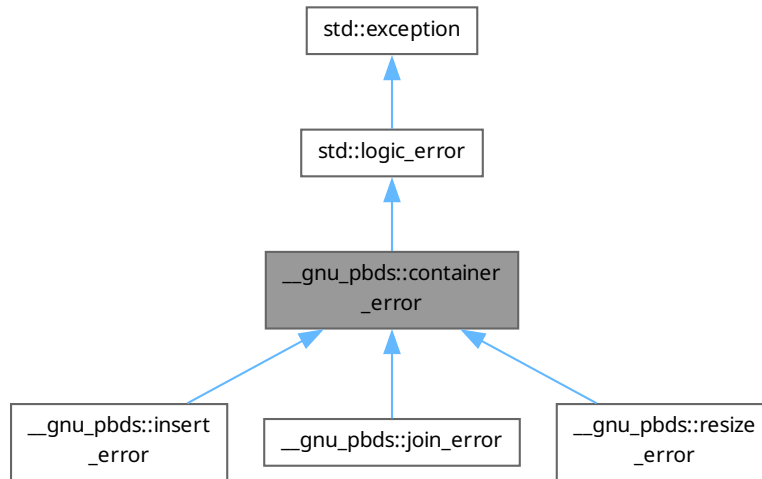 std::exception
std::logic_error
__gnu_pbds::container
_error
__gnu_pbds::insert
_error
__gnu_pbds::join_error
__gnu_pbds::resize
_error